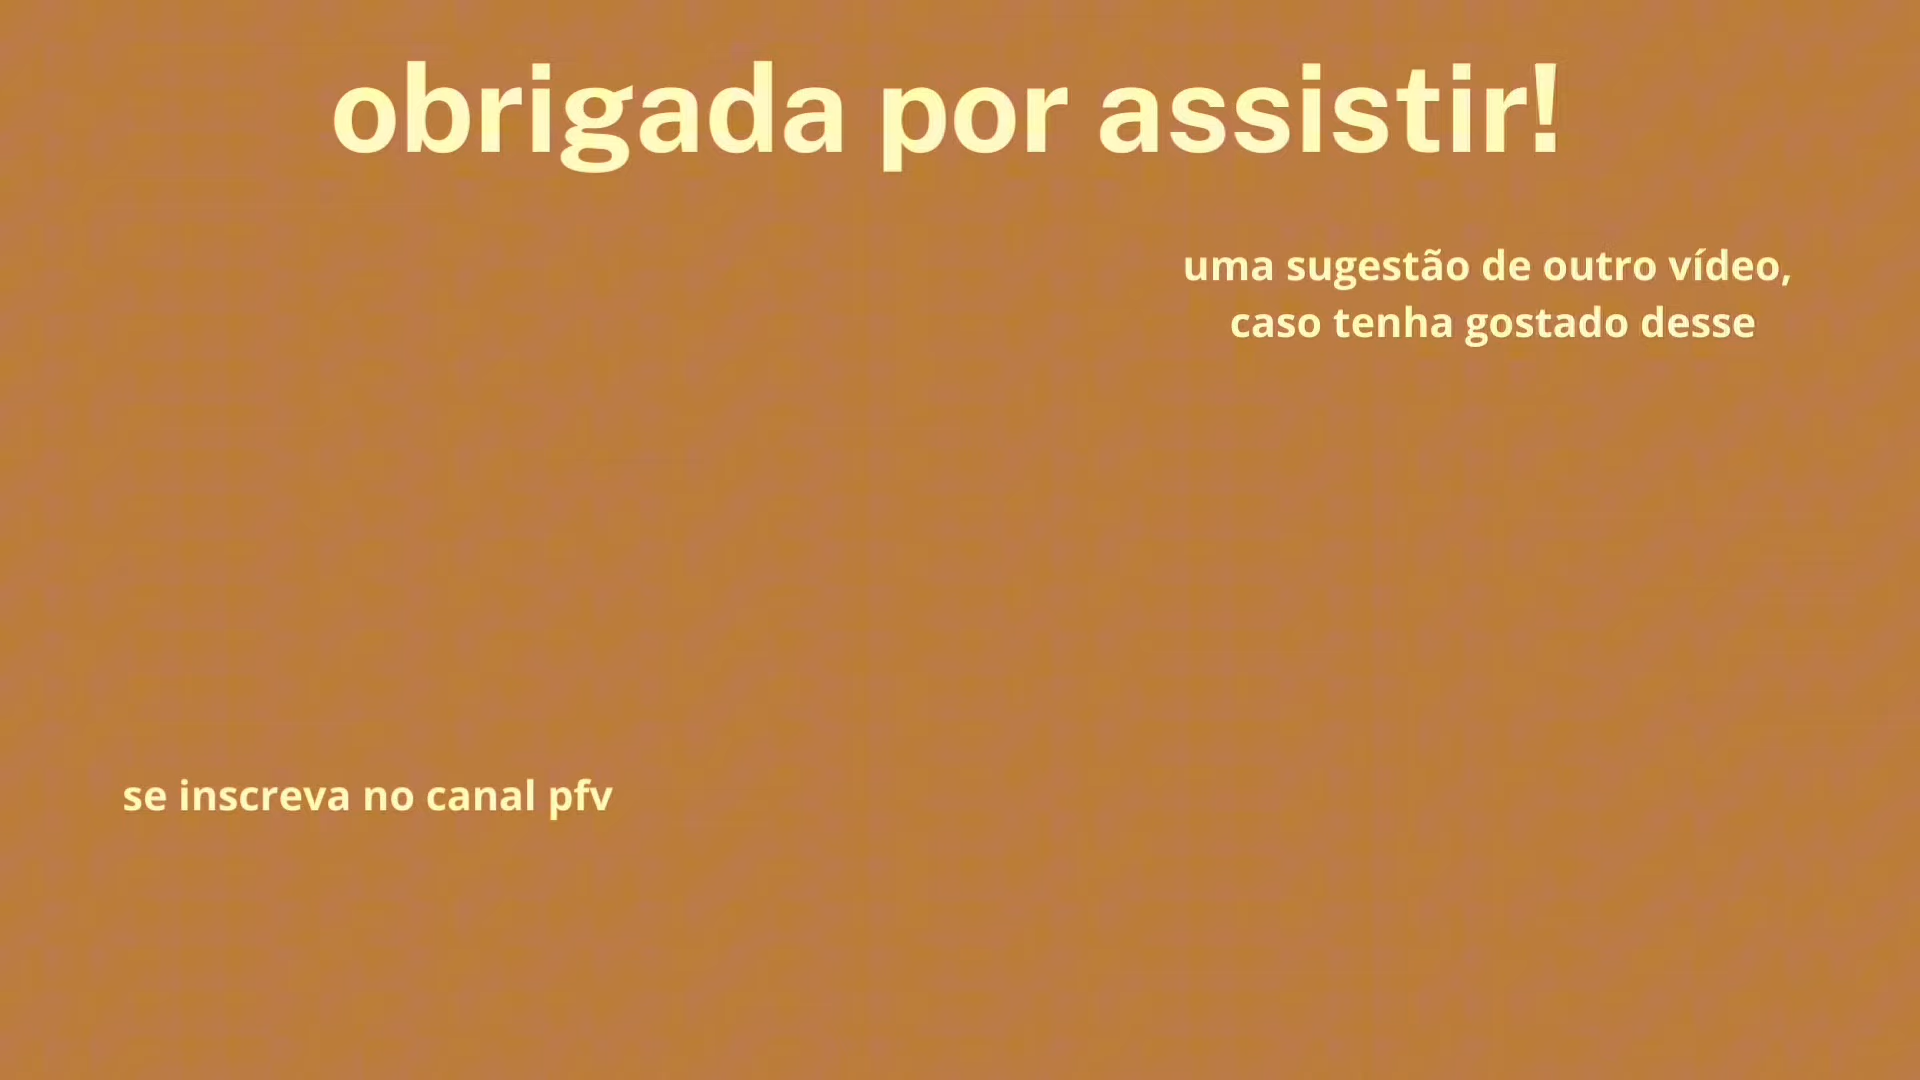 obrigada por assistir!
uma sugestão de outro vídeo,
caso tenha gostado desse
se inscreva no canal pfv